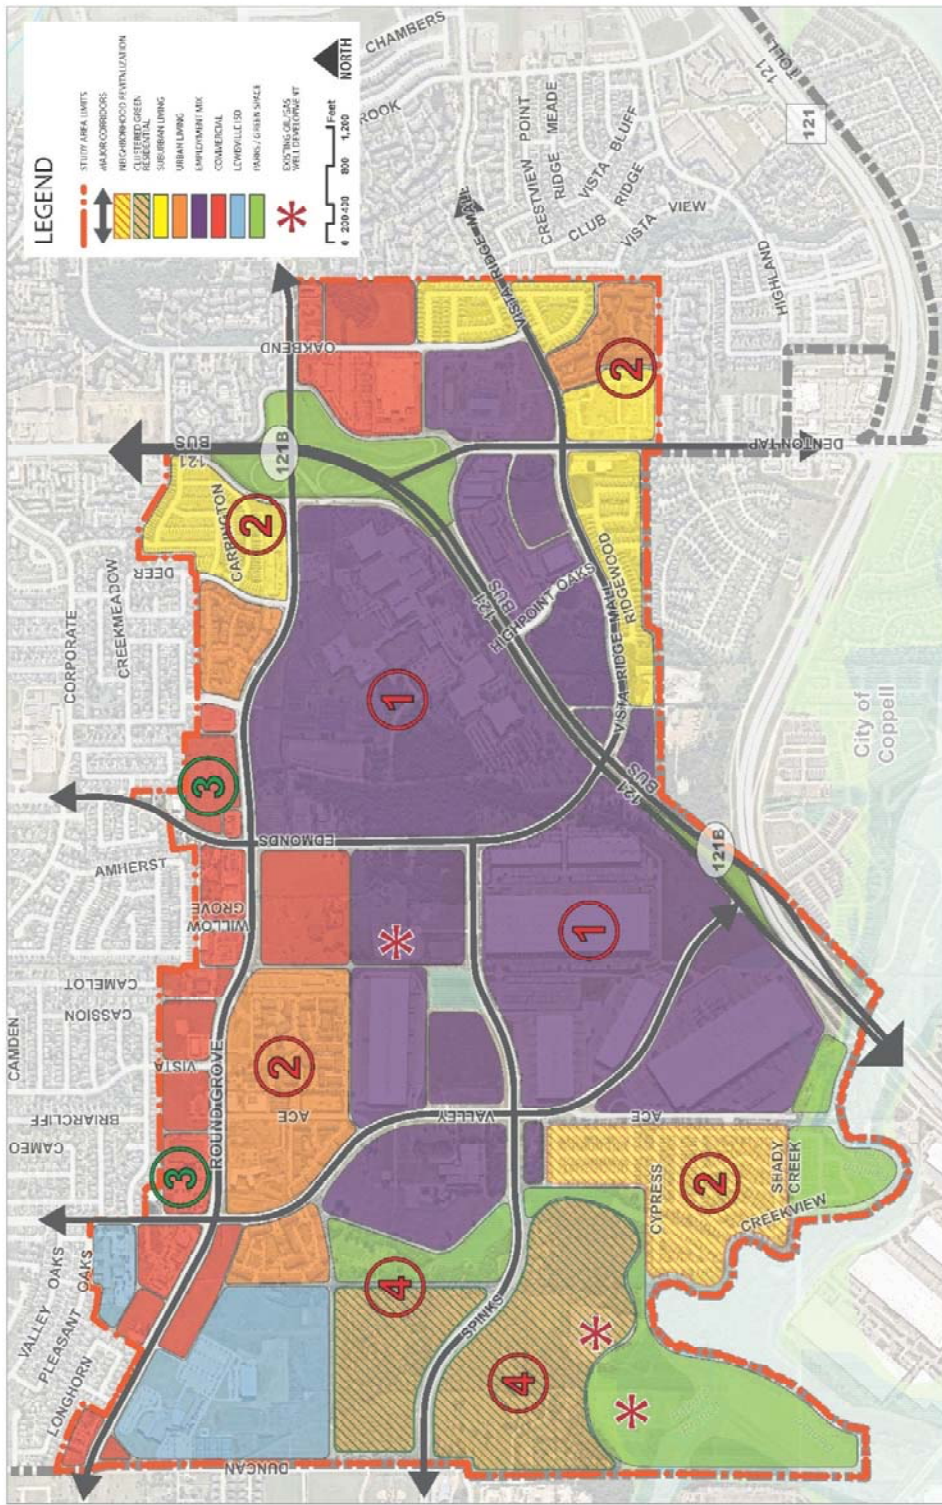 LEGEND
STUDY AREA LIMITS
MAJOR CORRIDORS
NEIGHBORHOOD REVITALIZATION
CLUSTERED GREEN
RESIDENTIAL
SUBURBAN LIVING
URBAN LIVING
EMPLOYMENT MIX
COMMERCIAL
LEWISVILLE ISD
PARKS / GREEN SPACE
EXISTING OIL/GAS
WELL DEVELOPMENT
0 200 400 800 1,200
Feet
NORTH
CHAMBERS
121
TOLL
121
CRESTVIEW POINT
RIDGE MEADE
VISTA BLUFF
CLUB RIDGE
VISTA VIEW
HIGHLAND
VISTA RIDGE MALL
OAKBEND
2
121
BUS
121B
DENTON TAP
CARRINGTON
2
DEER
CREEKMEADOW
CORPORATE
HIGHPOINT OAKS
121
BUS
RIDGEWOOD
VISTA RIDGE MALL
1
3
City of
Coppell
121
BUS
121B
EDMONDS
AMHERST
WILLOW
GROVE
1
CAMELOT
CASSION
CAMDEN
VISTA
2
ROUND GROVE
BRIARCLIFF
CAMEO
ACE
VALLEY
ACE
3
CYPRESS
2
SHADY
CREEK
CREEKVIEW
VALLEY OAKS
PLEASANT OAKS
LONGHORN
4
SPINKS
4
DUNCAN